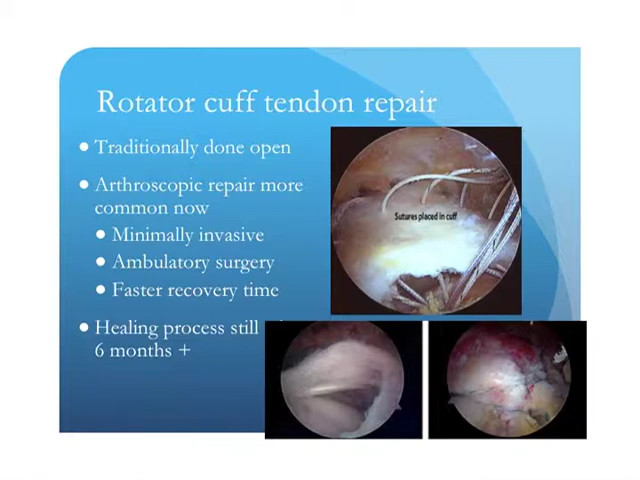 Rotator cuff tendon repair
Traditionally done open
Arthroscopic repair more
common now
Minimally invasive
Ambulatory surgery
Faster recovery time
Healing process still
6 months +
Sutures placed in cuff